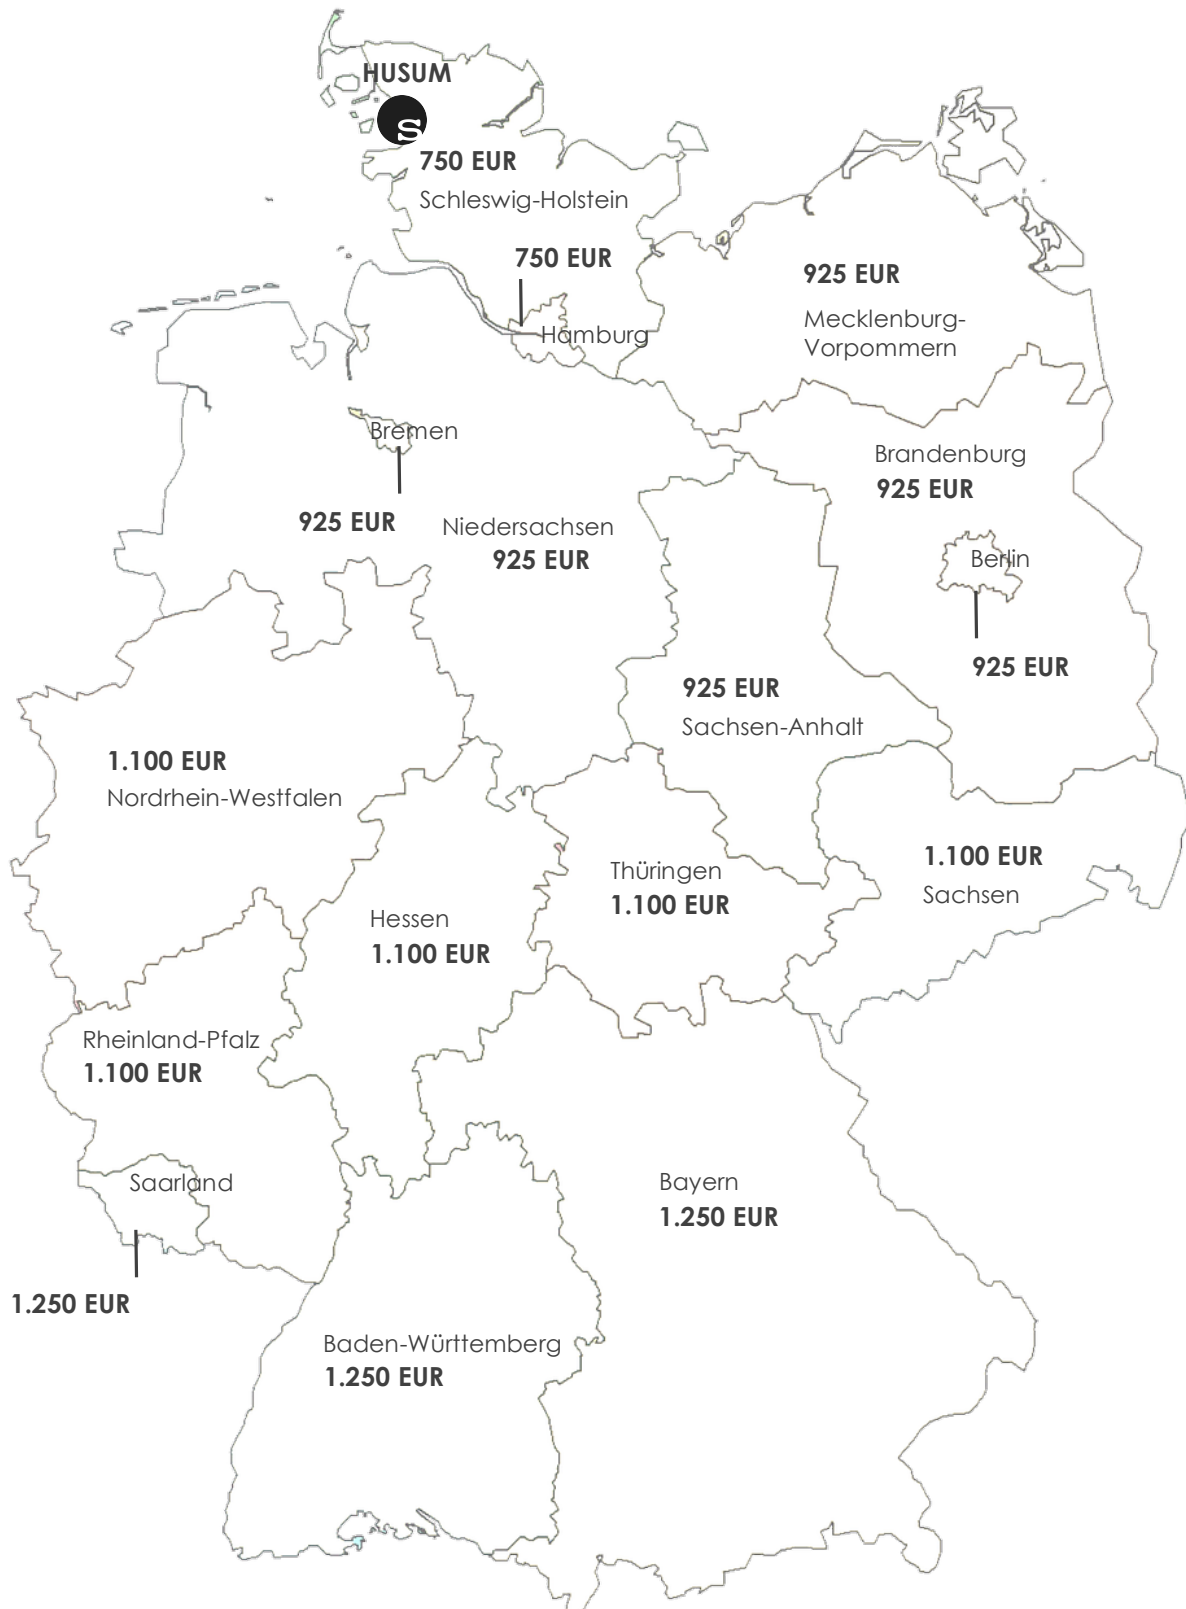 HUSUM
S
750 EUR
Schleswig-Holstein
750 EUR
Hamburg
925 EUR
Mecklenburg-
Vorpommern
Bremen
925 EUR
Brandenburg
925 EUR
Niedersachsen
925 EUR
Berlin
925 EUR
925 EUR
Sachsen-Anhalt
1.100 EUR
Nordrhein-Westfalen
1.100 EUR
Sachsen
Thüringen
1.100 EUR
Hessen
1.100 EUR
Rheinland-Pfalz
1.100 EUR
Saarland
1.250 EUR
Bayern
1.250 EUR
Baden-Württemberg
1.250 EUR